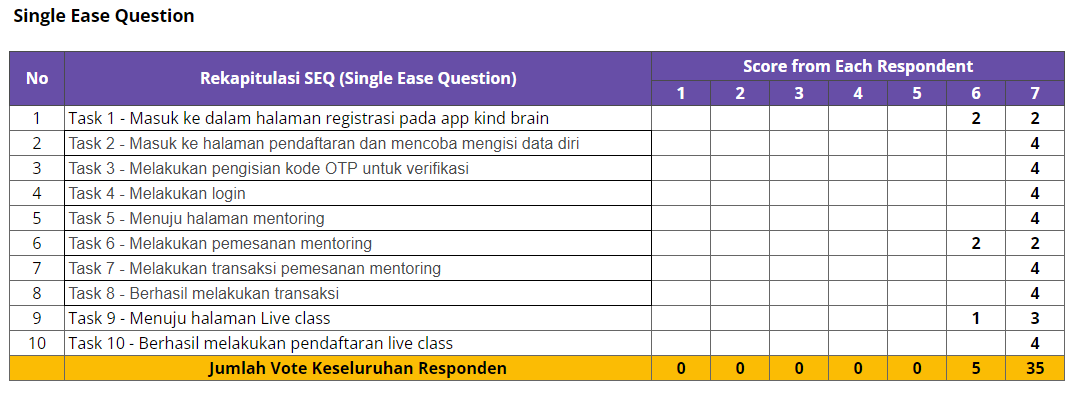 Single Ease Question
No Rekapitulasi SEQ (Single Ease Question) Score from Each Respondent
1 2 3 4 5 6 7
1 Task 1 - Masuk ke dalam halaman registrasi pada app kind brain 2 2
2 Task 2 - Masuk ke halaman pendaftaran dan mencoba mengisi data diri 4
3 Task 3 - Melakukan pengisian kode OTP untuk verifikasi 4
4 Task 4 - Melakukan login 4
5 Task 5 - Menuju halaman mentoring 4
6 Task 6 - Melakukan pemesanan mentoring 2 2
7 Task 7 - Melakukan transaksi pemesanan mentoring 4
8 Task 8 - Berhasil melakukan transaksi 4
9 Task 9 - Menuju halaman Live class 1 3
10 Task 10 - Berhasil melakukan pendaftaran live class 4
Jumlah Vote Keseluruhan Responden 0 0 0 0 0 5 35